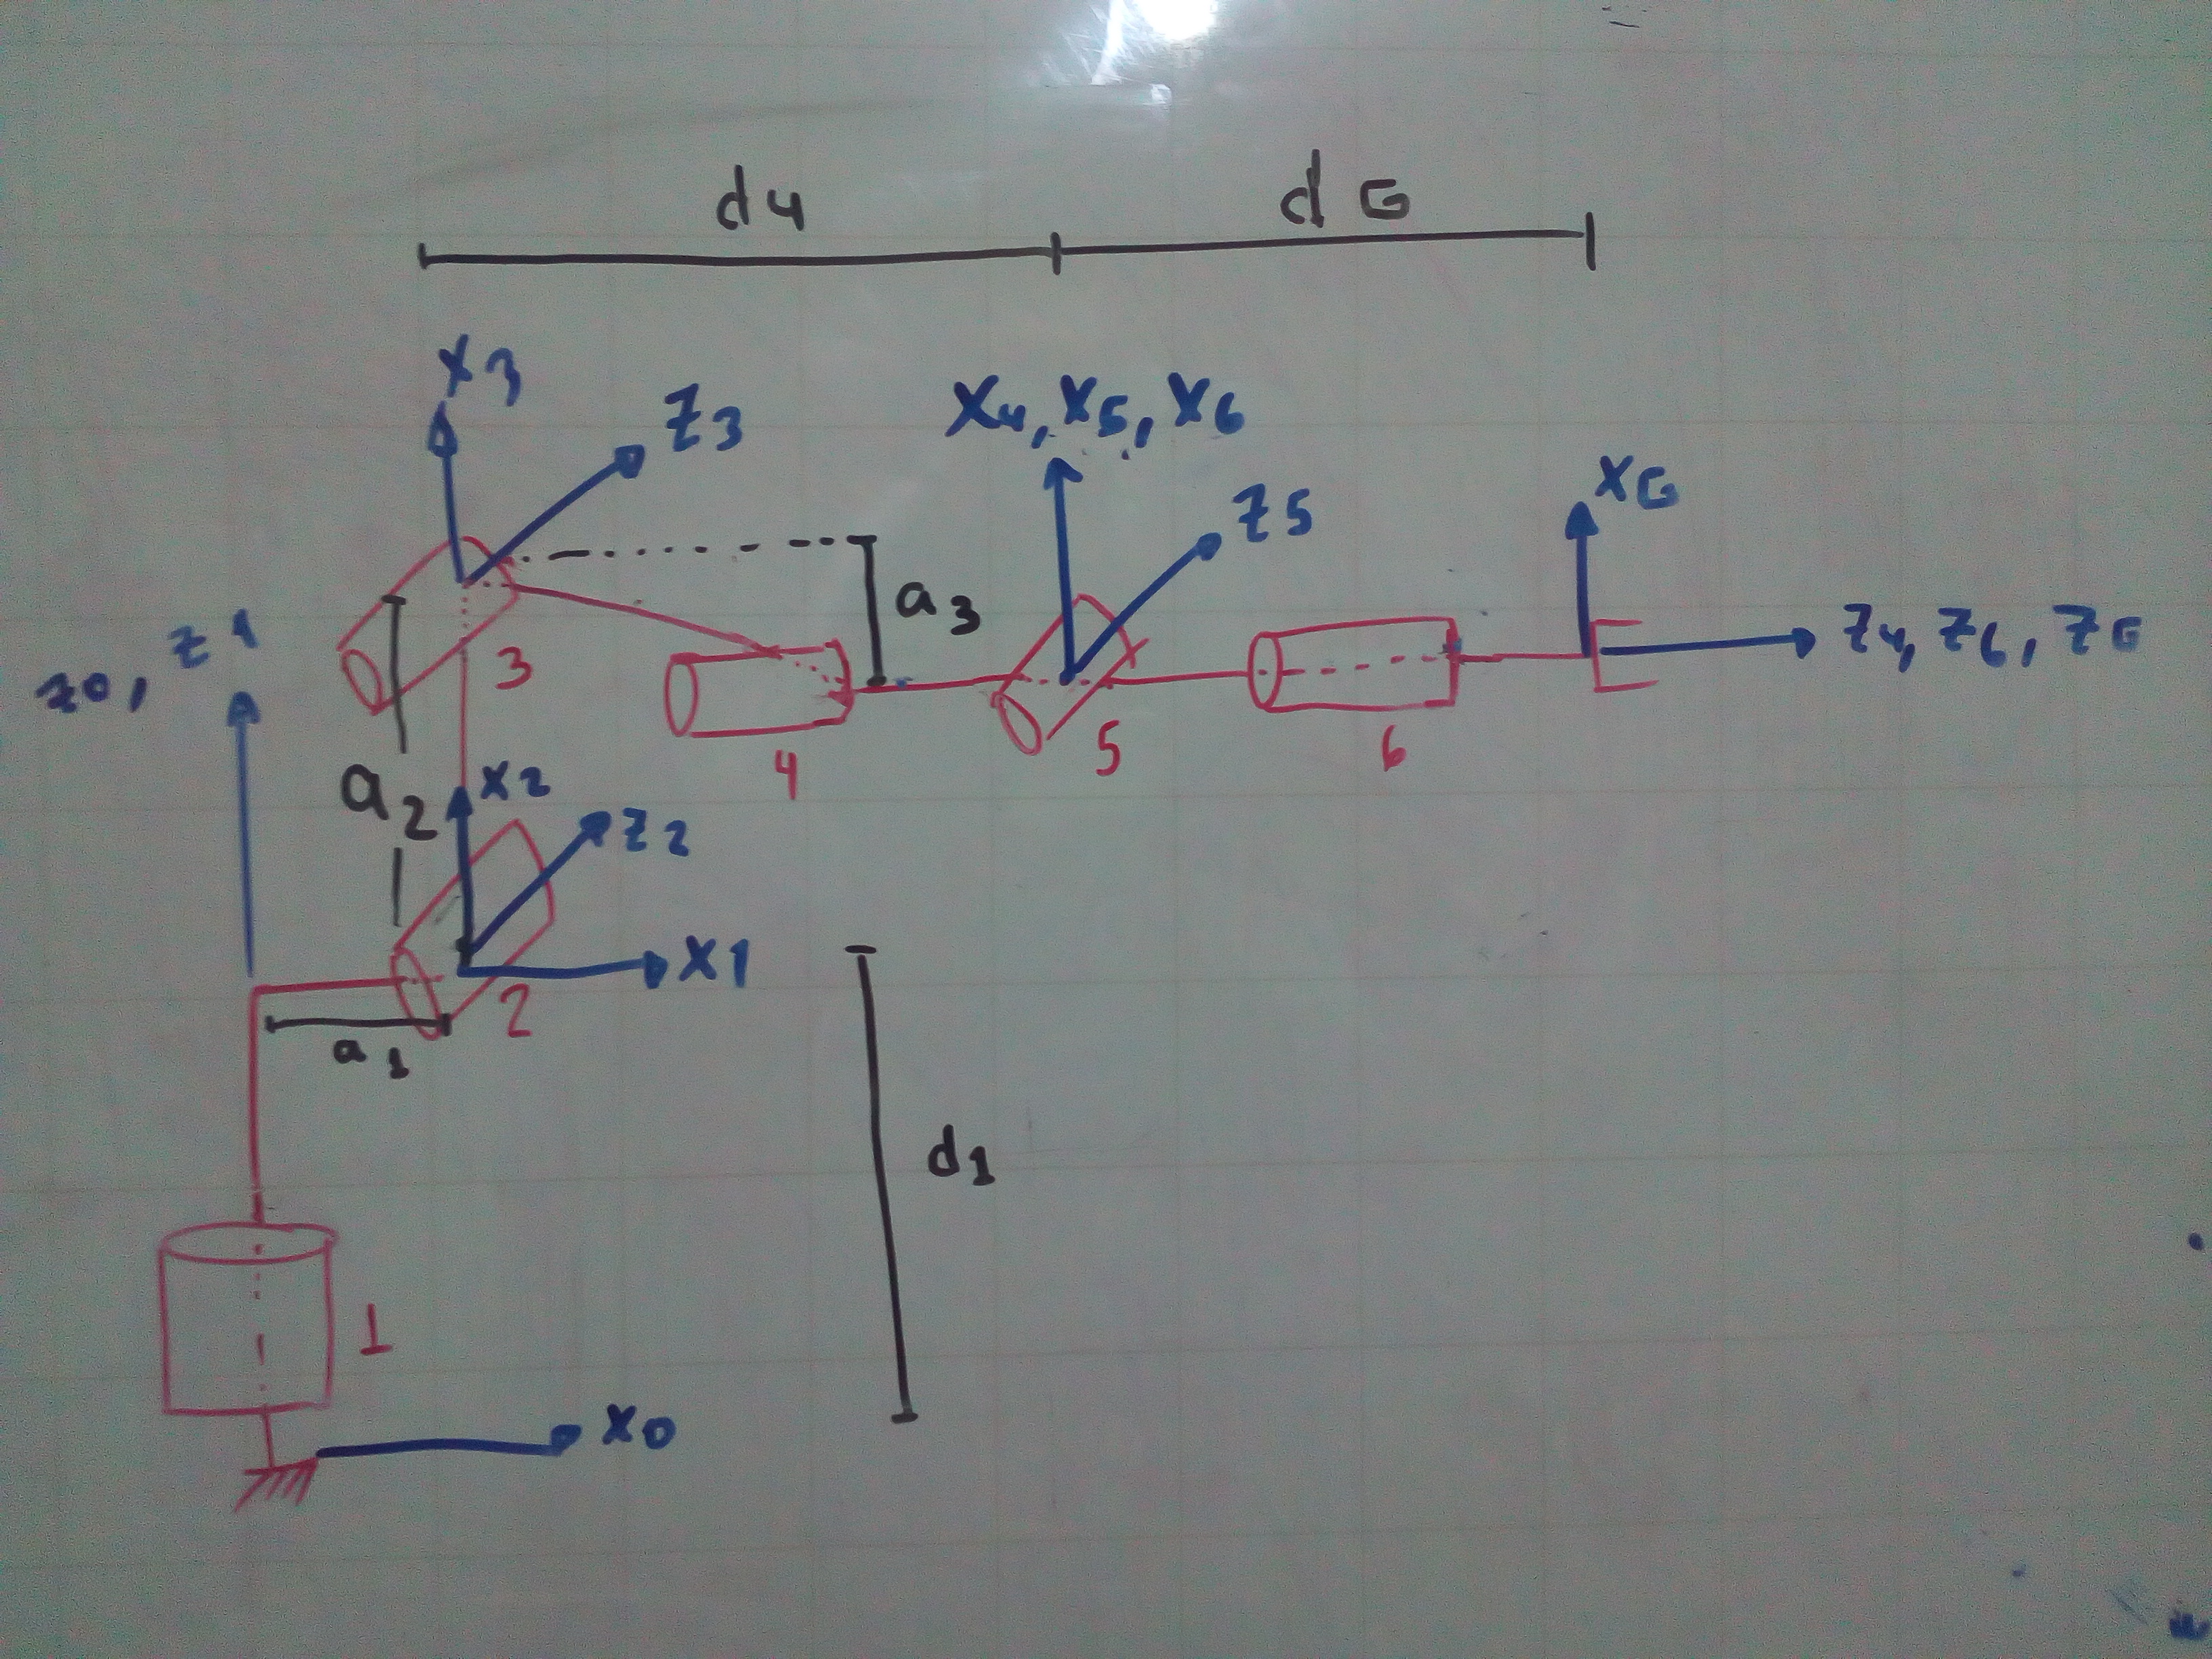 d4
dG
x3
z3
x4, x5, x6
z5
xG
a3
z0, z1
3
z4, z6, zG
4
5
6
a2
x2
z2
x1
2
a1
d1
1
x0